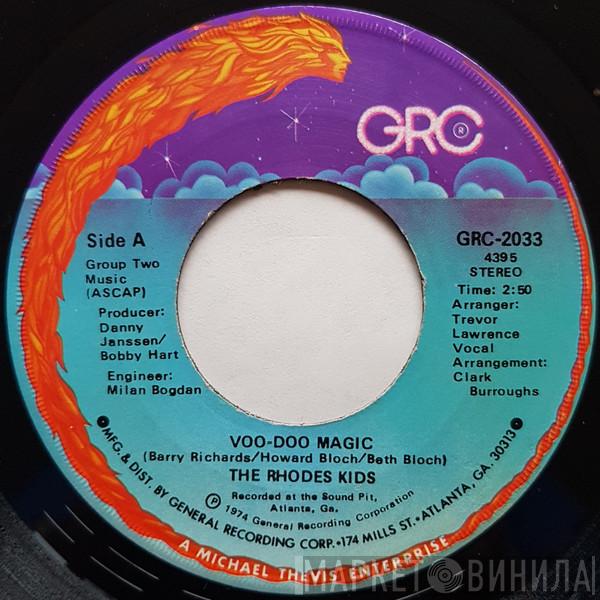 GRC ®
Side A
Group Two
Music
(ASCAP)
Producer:
Danny
Janssen/
Bobby Hart
Engineer:
Milan Bogdan
GRC-2033
4395
STEREO
Time: 2:50
Arranger:
Trevor
Lawrence
Vocal
Arrangement:
Clark
Burroughs
VOO-DOO MAGIC
(Barry Richards/Howard Bloch/Beth Bloch)
THE RHODES KIDS
Recorded at the Sound Pit,
Atlanta, Ga.
℗ 1974 General Recording Corporation
•MFG. & DIST. BY GENERAL RECORDING CORP.•174 MILLS ST.•ATLANTA, GA. 30313•
A MICHAEL THEVIS ENTERPRISE
МАРКЕТ ВИНИЛА